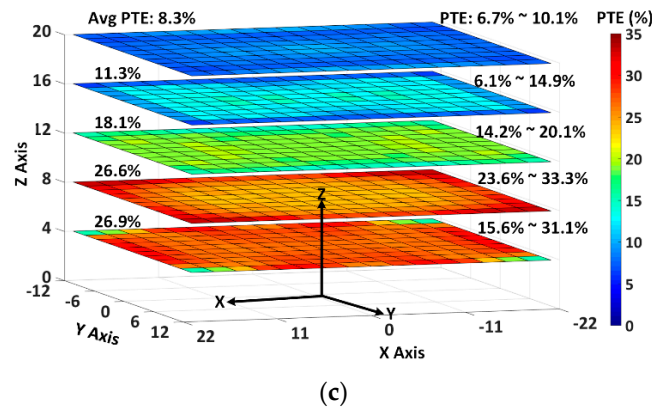 Avg PTE: 8.3%
PTE: 6.7% ~ 10.1%
PTE (%)
11.3%
6.1% ~ 14.9%
18.1%
14.2% ~ 20.1%
26.6%
23.6% ~ 33.3%
26.9%
15.6% ~ 31.1%
20
16
12
8
4
0
Z Axis
-12
-6
0
6
12
Y Axis
22
11
0
-11
-22
X Axis
Z
X
Y
35
30
25
20
15
10
5
0
(c)